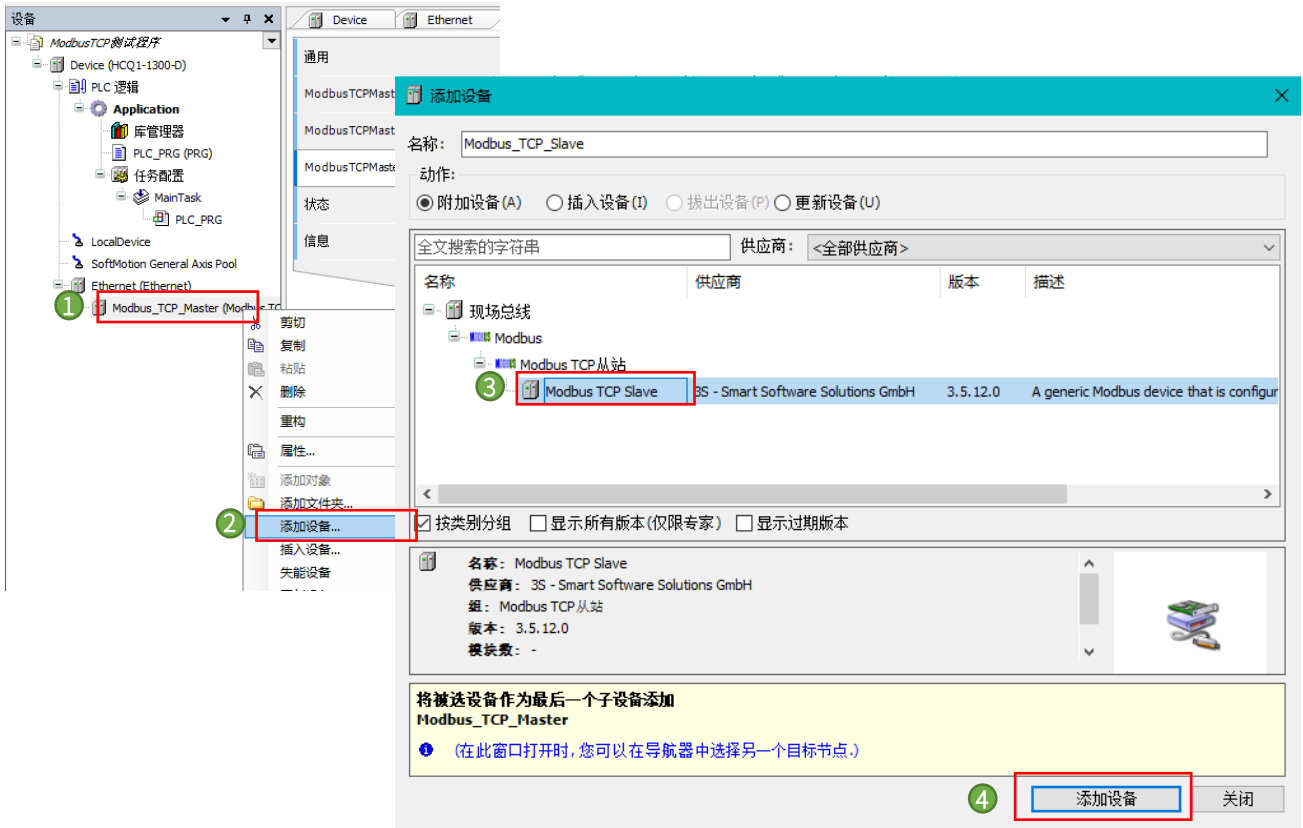 设备
ModbusTCP测试程序
Device (HCQ1-1300-D)
PLC 逻辑
Application
库管理器
PLC_PRG (PRG)
任务配置
MainTask
PLC_PRG
LocalDevice
SoftMotion General Axis Pool
Ethernet (Ethernet)
1
Modbus_TCP_Master (Modbus TC
Device
Ethernet
通用
ModbusTCPMast
ModbusTCPMast
ModbusTCPMaste
状态
信息
剪切
复制
粘贴
删除
重构
属性...
添加对象
添加文件夹...
2
添加设备...
插入设备...
失能设备
添加设备
名称: Modbus_TCP_Slave
动作:
附加设备(A) 插入设备(I) 拔出设备(P) 更新设备(U)
全文搜索的字符串 供应商: <全部供应商>
名称 供应商 版本 描述
现场总线
Modbus
Modbus TCP从站
3
Modbus TCP Slave 3S - Smart Software Solutions GmbH 3.5.12.0 A generic Modbus device that is configur
按类别分组 显示所有版本(仅限专家) 显示过期版本
名称: Modbus TCP Slave
供应商: 3S - Smart Software Solutions GmbH
组: Modbus TCP从站
版本: 3.5.12.0
模块数: -
将被选设备作为最后一个子设备添加
Modbus_TCP_Master
(在此窗口打开时,您可以在导航器中选择另一个目标节点.)
4
添加设备 关闭